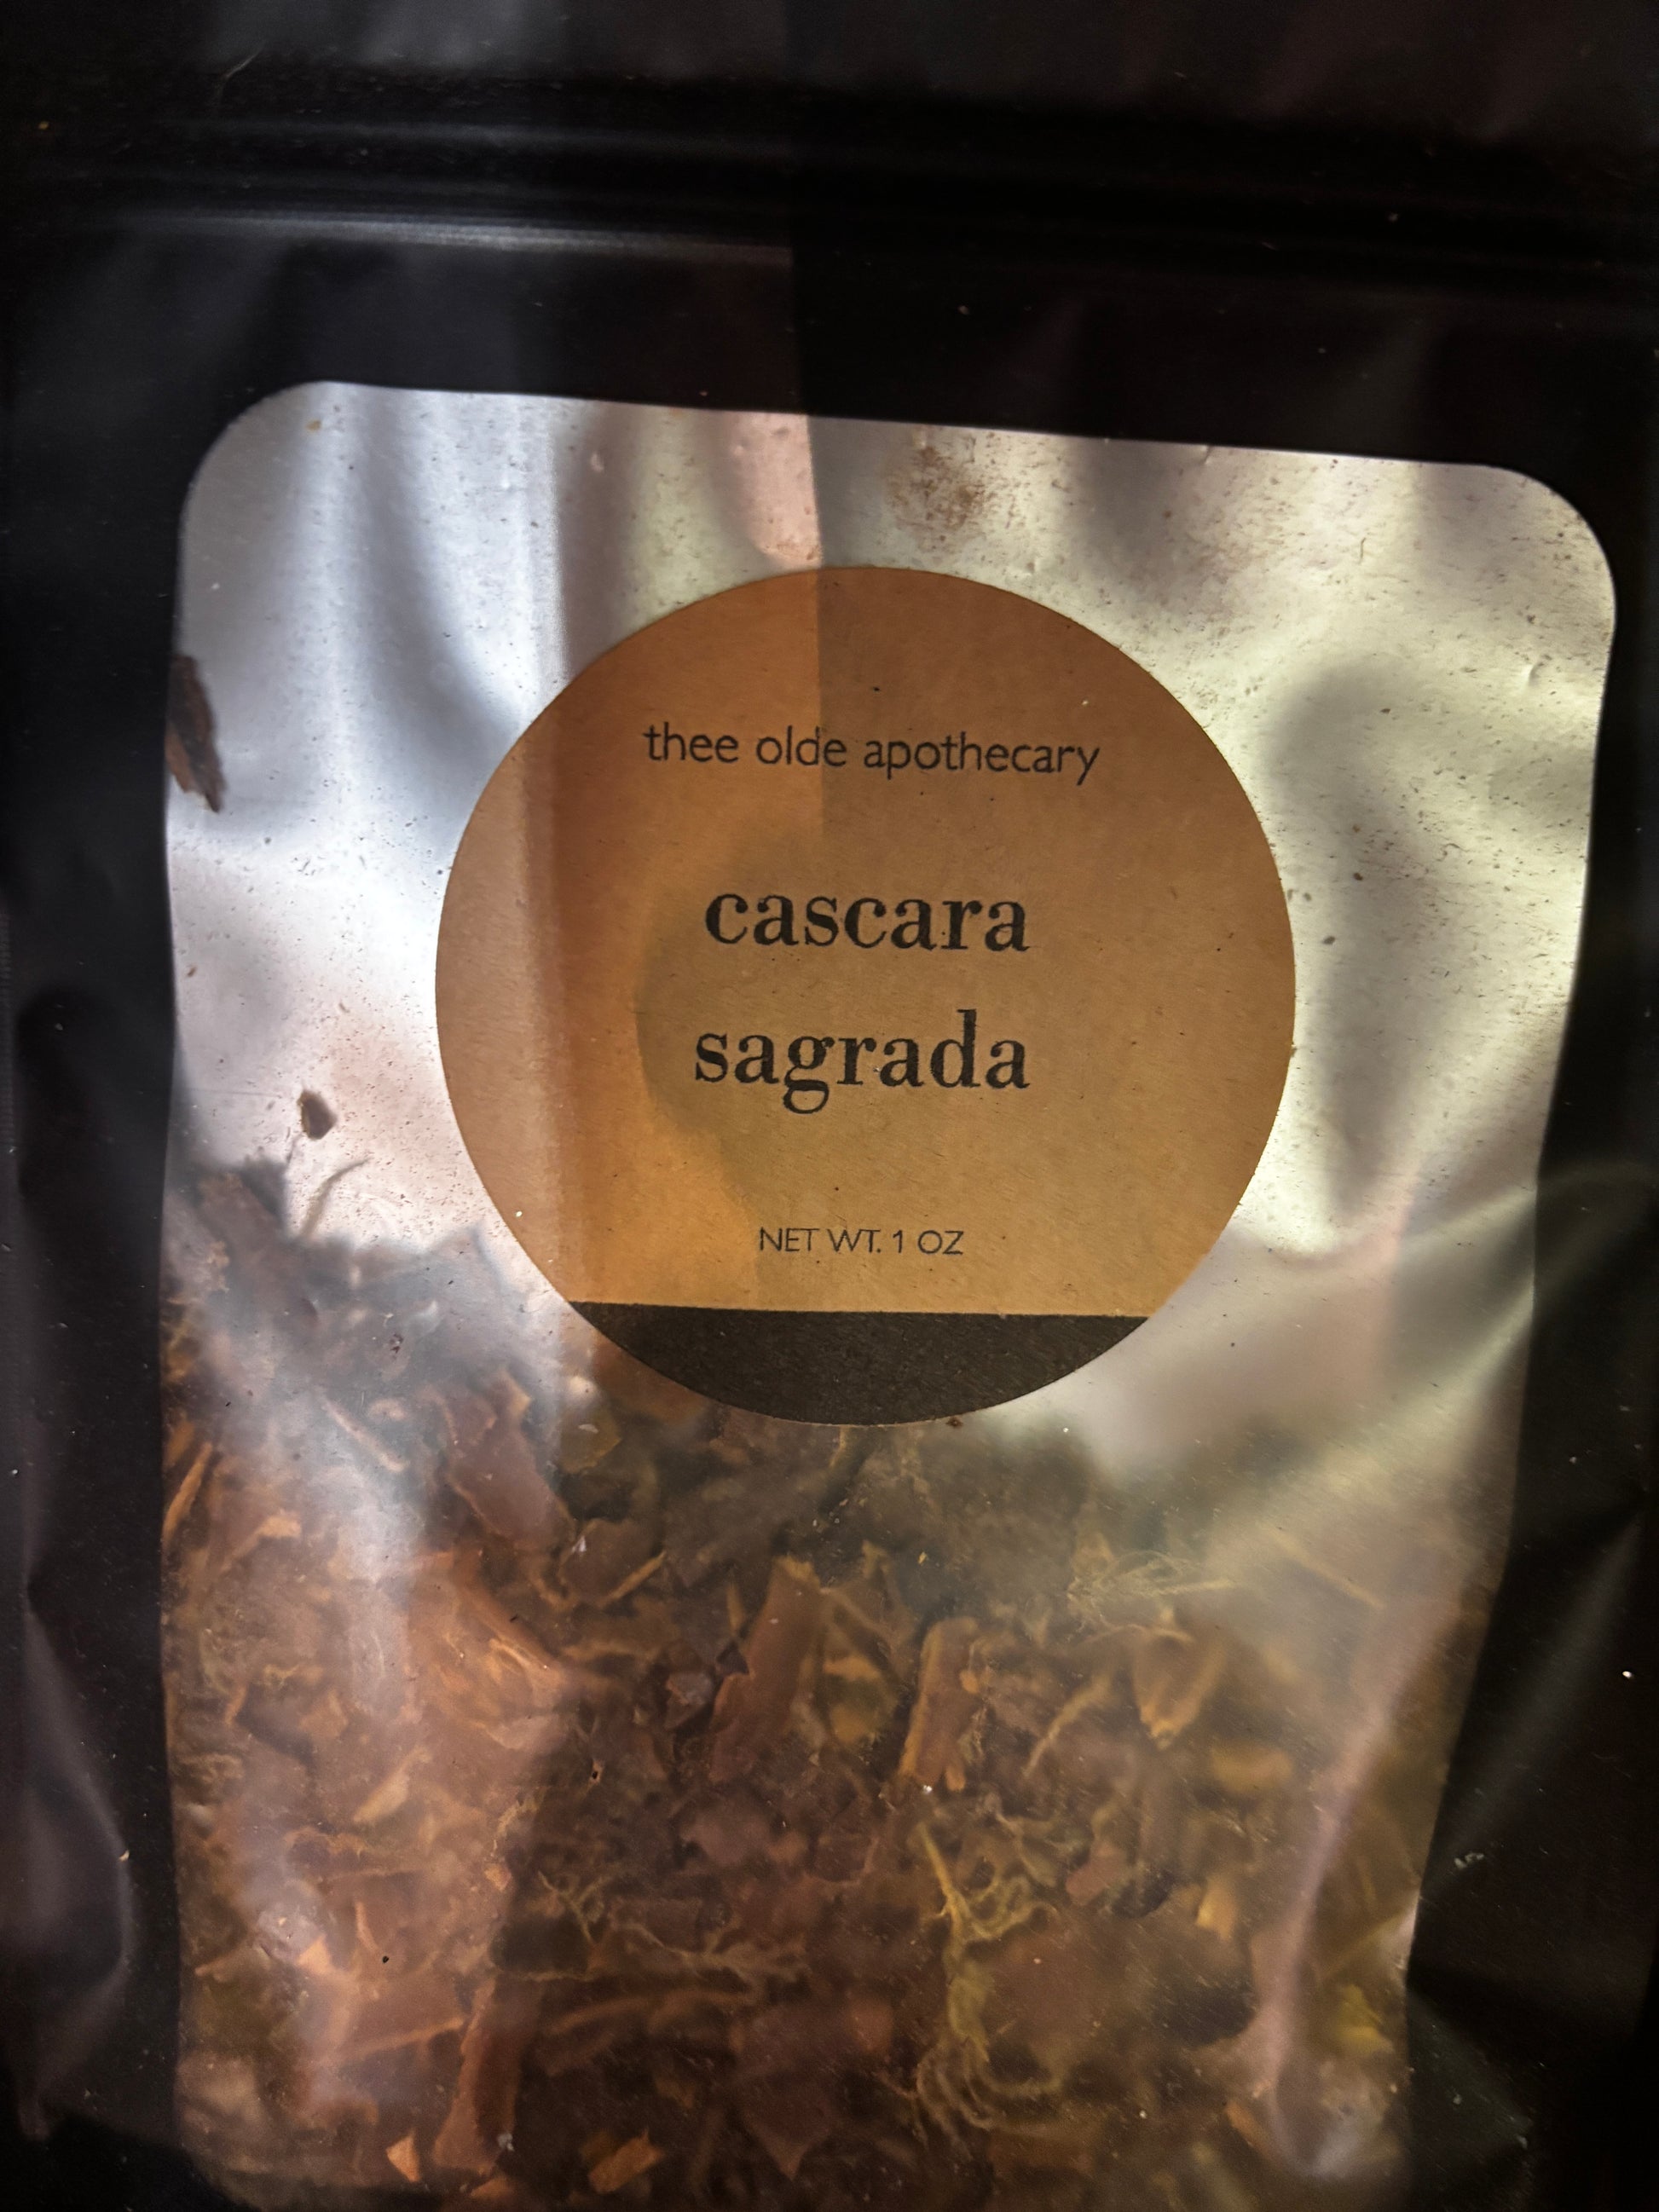 thee olde apothecary
cascara
sagrada
NET WT. 1 OZ